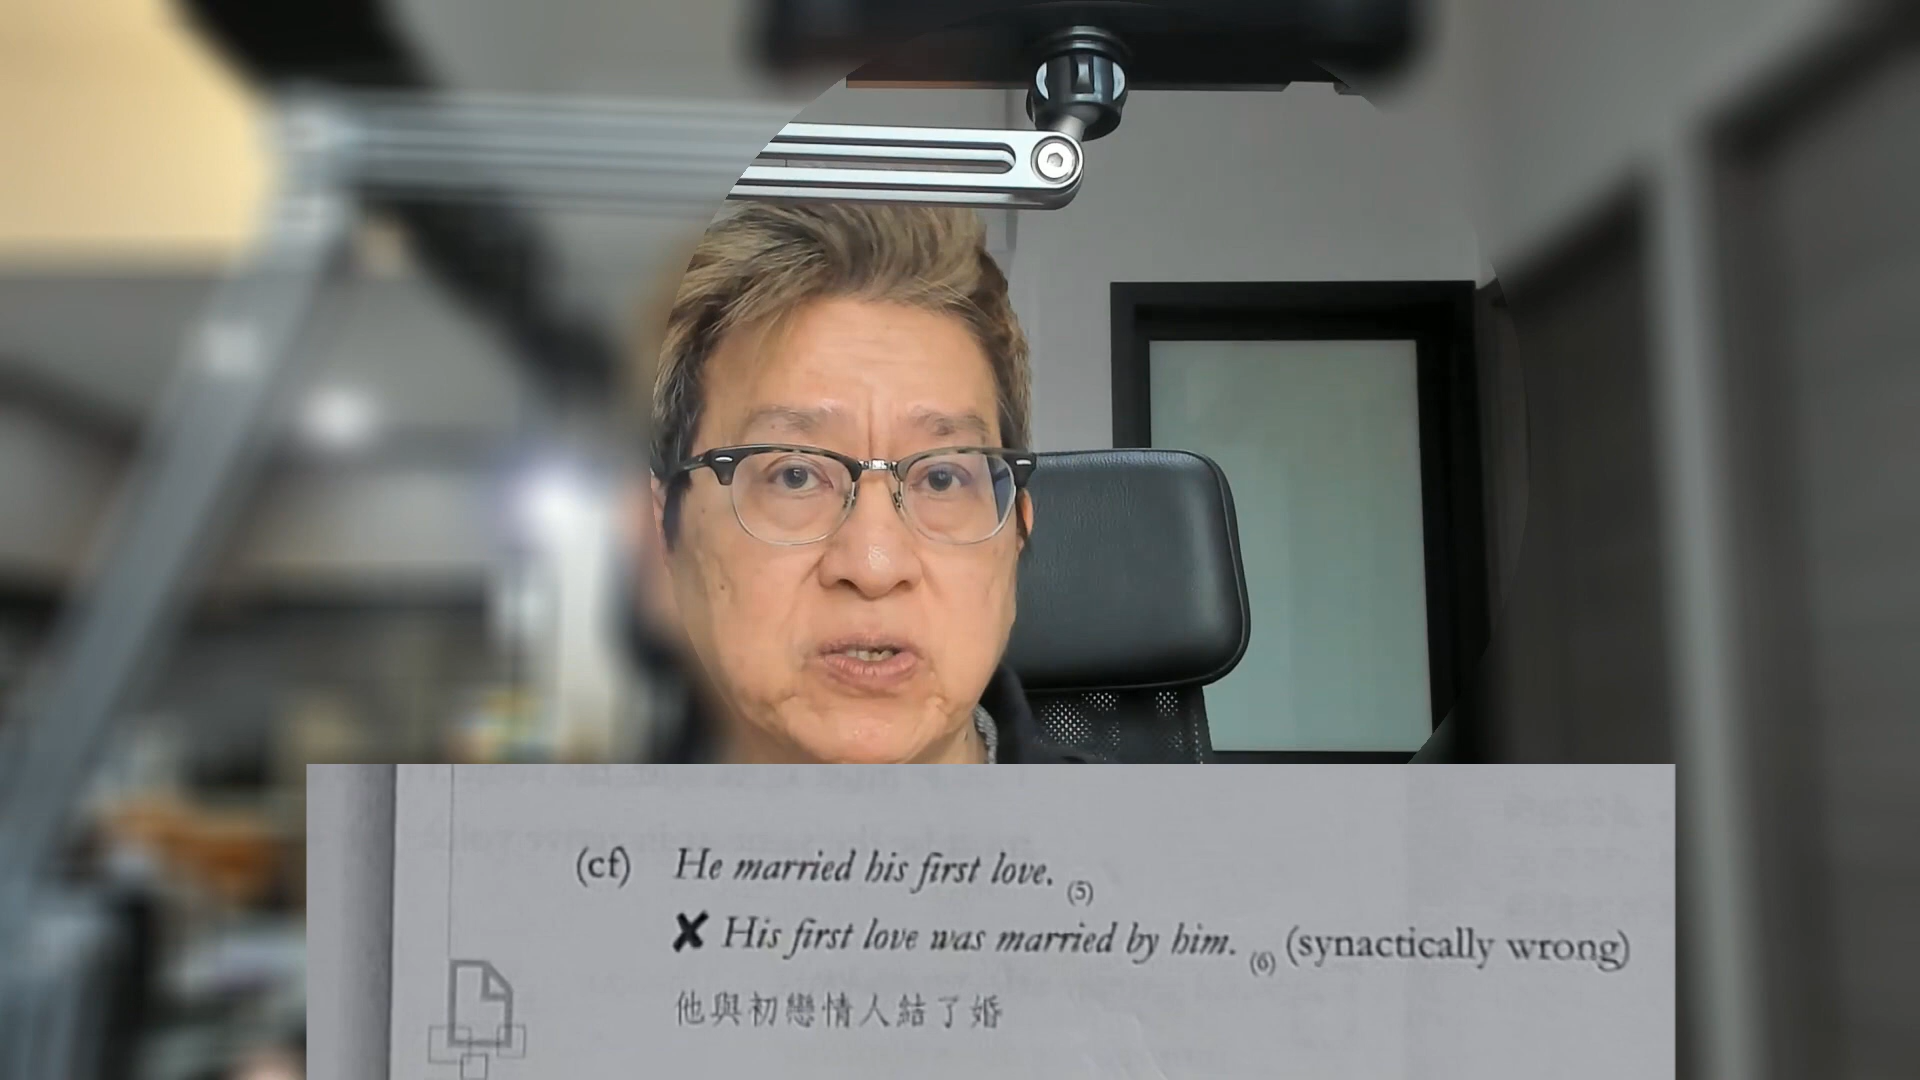 (cf) He married his first love. (5)
✘ His first love was married by him. (6) (synactically wrong)
他與初戀情人結了婚